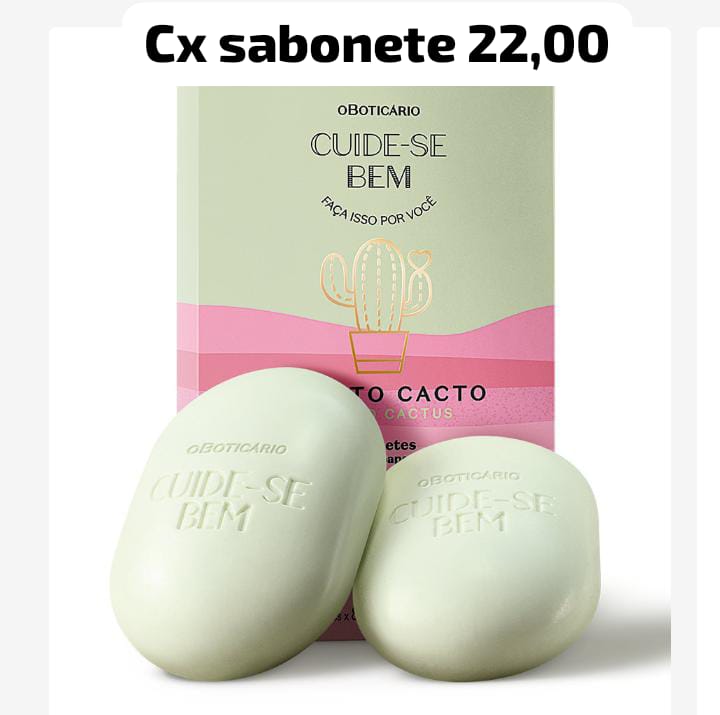 Cx sabonete 22,00
oBOTICÁRIO
CUIDE-SE
BEM
FAÇA ISSO POR VOCÊ
CACTO
CACTUS
oBOTICÁRIO
CUIDE-SE
BEM
oBOTICÁRIO
CUIDE-SE
BEM